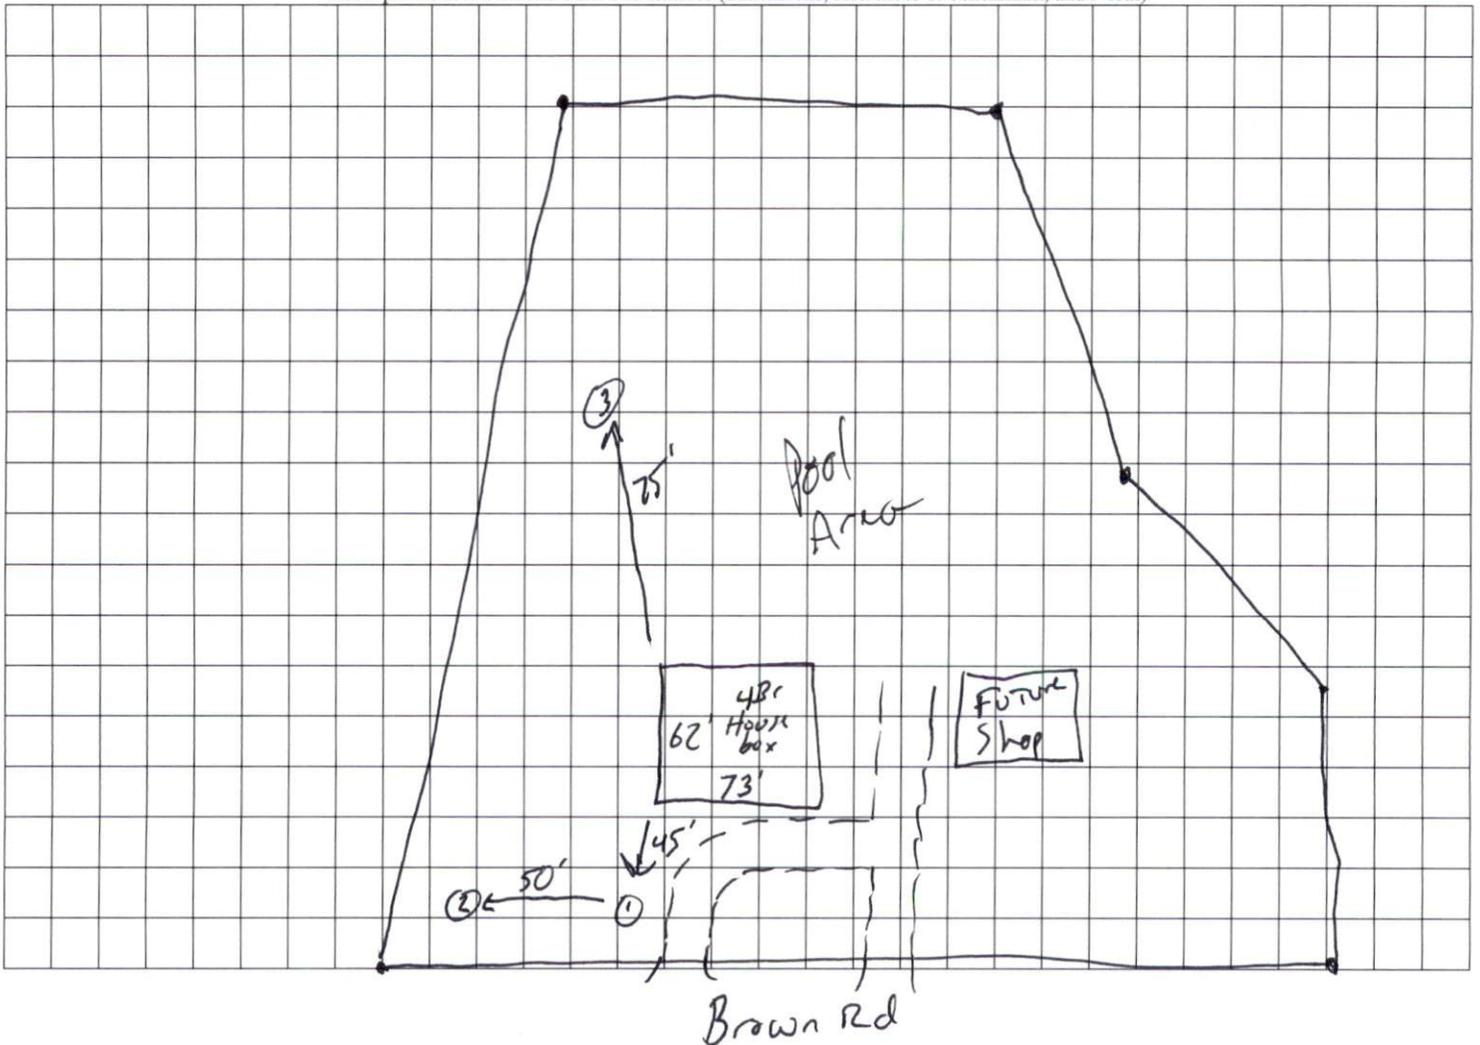 3
75'
Pool
Area
4Br
62' House
box
73'
Future
Shop
45'
50'
2
1
Brown Rd